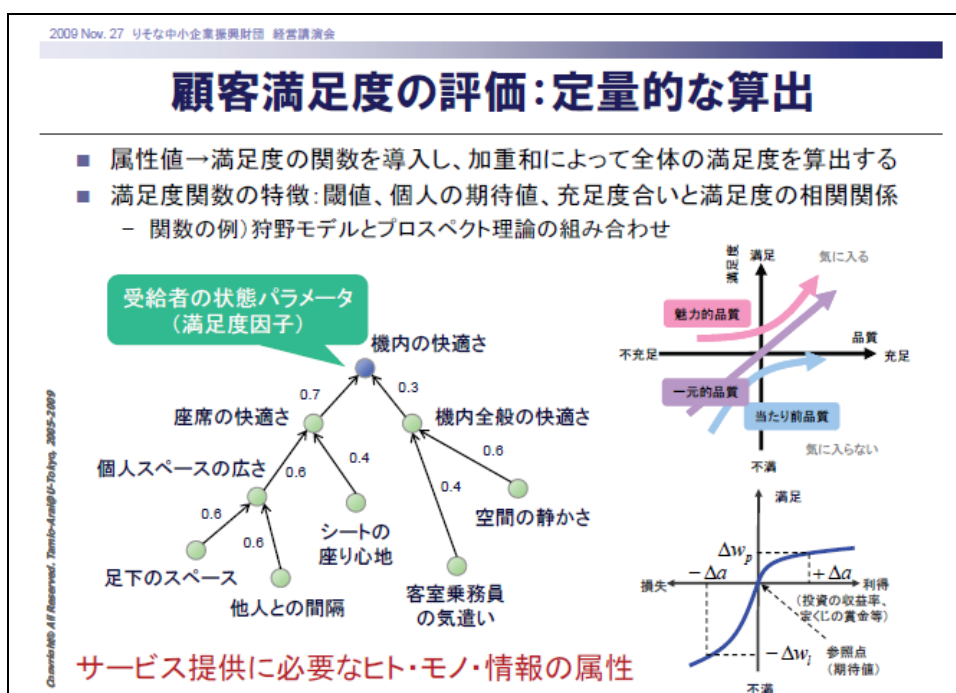 2009 Nov. 27 りそな中小企業振興財団 経営講演会
顧客満足度の評価:定量的な算出
■ 属性値→満足度の関数を導入し、加重和によって全体の満足度を算出する
■ 満足度関数の特徴:閾値、個人の期待値、充足度合いと満足度の相関関係
− 関数の例)狩野モデルとプロスペクト理論の組み合わせ
受給者の状態パラメータ
(満足度因子)
機内の快適さ
0.7
0.3
座席の快適さ
機内全般の快適さ
個人スペースの広さ
0.6
0.4
0.4
0.6
0.6
0.6
シートの
座り心地
空間の静かさ
足下のスペース
他人との間隔
客室乗務員
の気遣い
満足度
満足
気に入る
魅力的品質
品質
不充足
充足
一元的品質
当たり前品質
気に入らない
不満
満足
Δwp
− Δa
+ Δa
損失
利得
(投資の収益率、
宝くじの賞金等)
− Δwl
参照点
(期待値)
不満
サービス提供に必要なヒト・モノ・情報の属性
Copyright© All Reserved. Tamio-Arai@U-Tokyo, 2005-2009